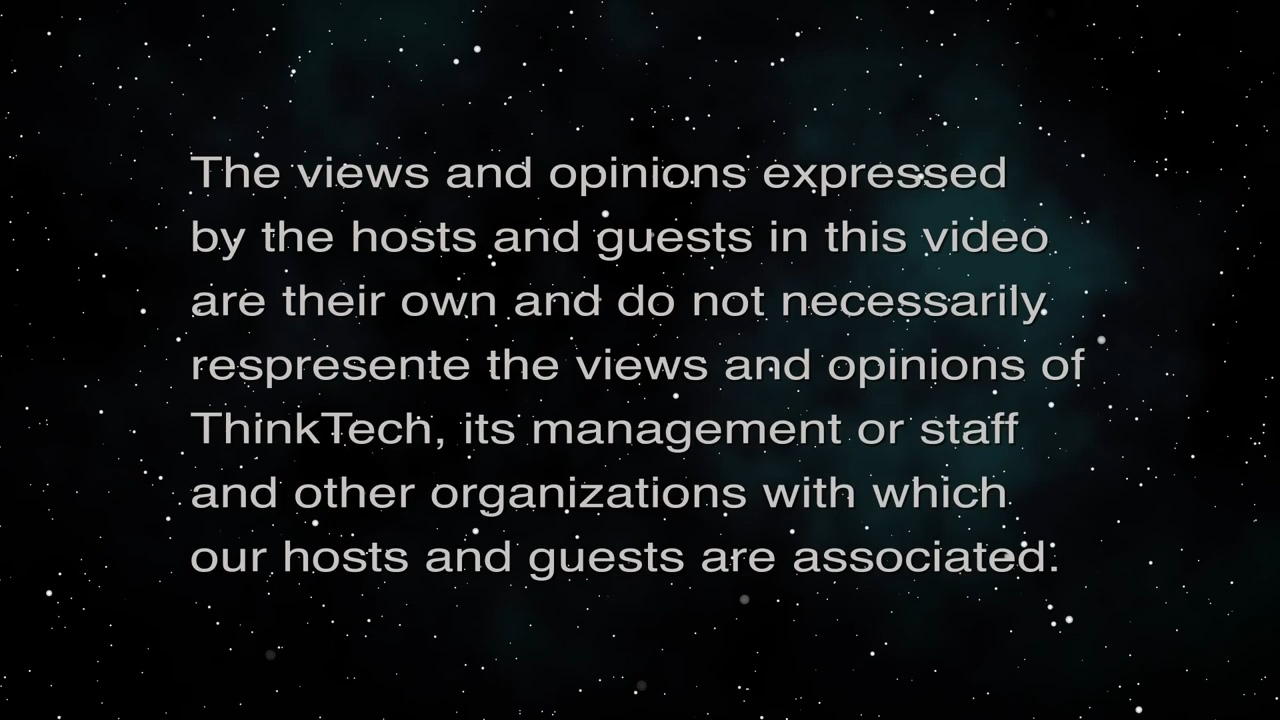 The views and opinions expressed
by the hosts and guests in this video
are their own and do not necessarily
respresente the views and opinions of
ThinkTech, its management or staff
and other organizations with which
our hosts and guests are associated.